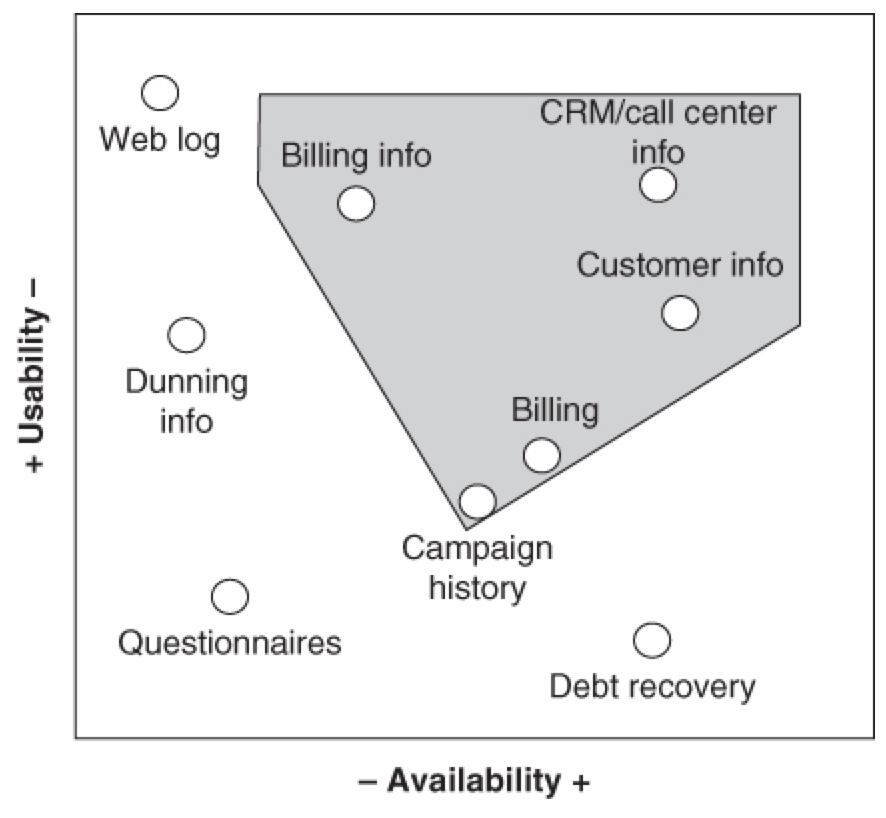 Web log
CRM/call center
info
Billing info
Customer info
Dunning
info
Billing
Campaign
history
Questionnaires
Debt recovery
+ Usability –
– Availability +